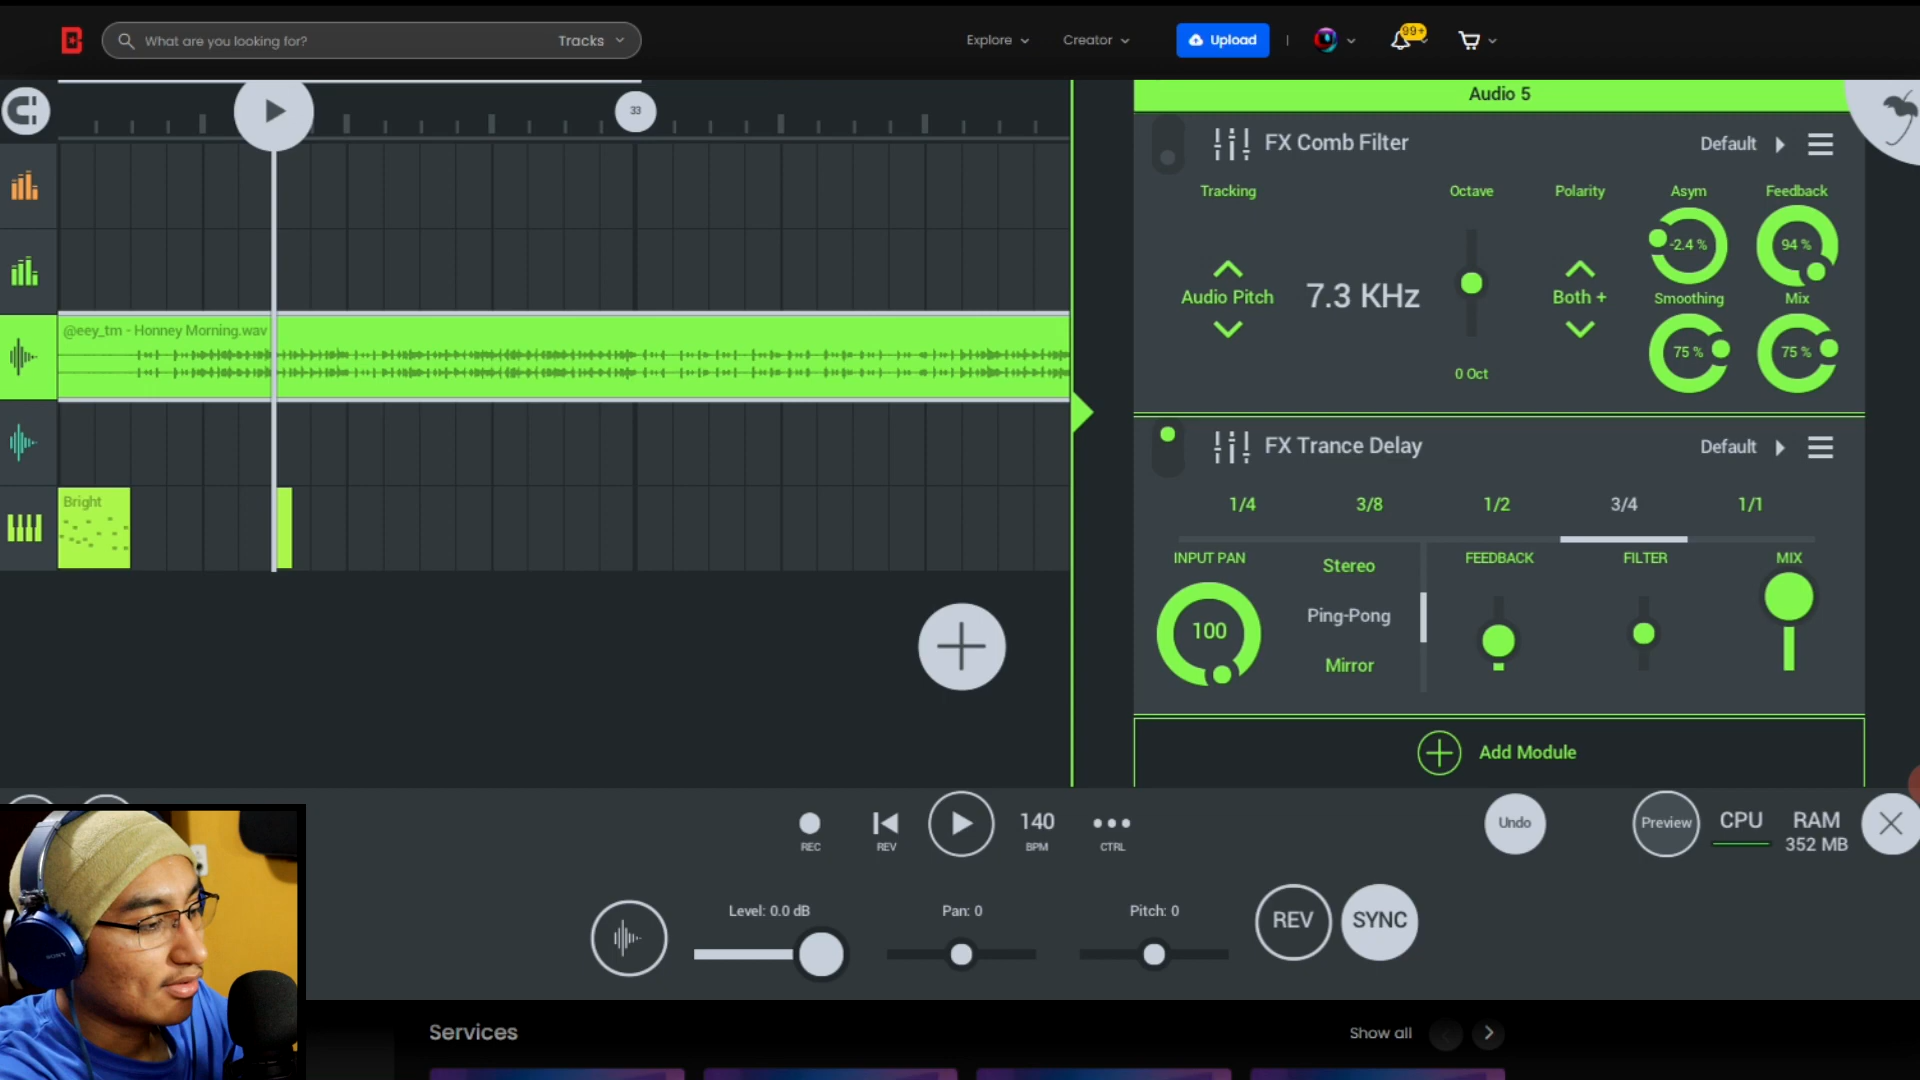 What are you looking for?
Tracks
Explore
Creator
Upload
99+
33
Audio 5
FX Comb Filter
Default
Tracking
Octave
Polarity
Asym
Feedback
-2.4 %
94 %
Audio Pitch
7.3 KHz
Both +
Smoothing
Mix
75 %
75 %
0 Oct
@eey_tm - Honney Morning.wav
FX Trance Delay
Default
1/4
3/8
1/2
3/4
1/1
Bright
INPUT PAN
Stereo
FEEDBACK
FILTER
MIX
100
Ping-Pong
Mirror
Add Module
REC
REV
140
BPM
CTRL
Undo
Preview
CPU
RAM
352 MB
Level: 0.0 dB
Pan: 0
Pitch: 0
REV
SYNC
SONY
Services
Show all